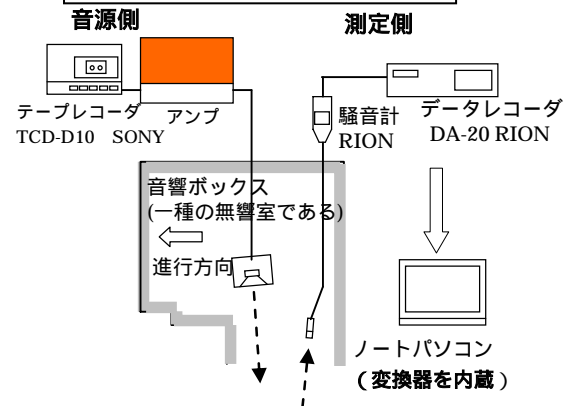 音源側
測定側
テープレコーダ
TCD-D10 SONY
アンプ
騒音計
RION
データレコーダ
DA-20 RION
音響ボックス
(一種の無響室である)
進行方向
ノートパソコン
(変換器を内蔵)